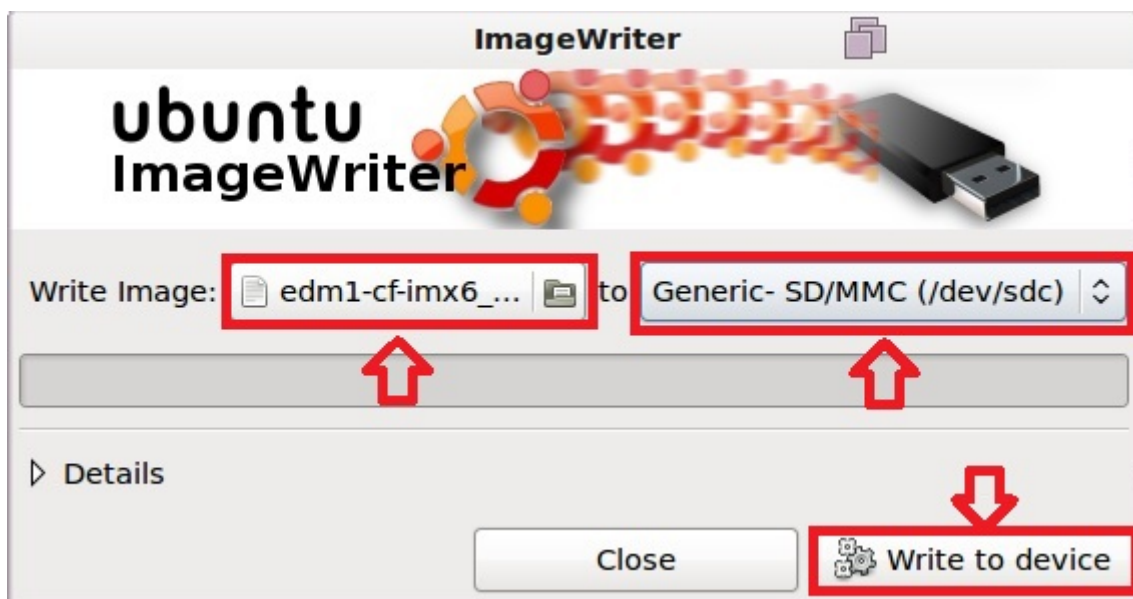 ImageWriter
ubuntu
ImageWriter
Write Image: edm1-cf-imx6_... to Generic- SD/MMC (/dev/sdc)
Details
Close Write to device